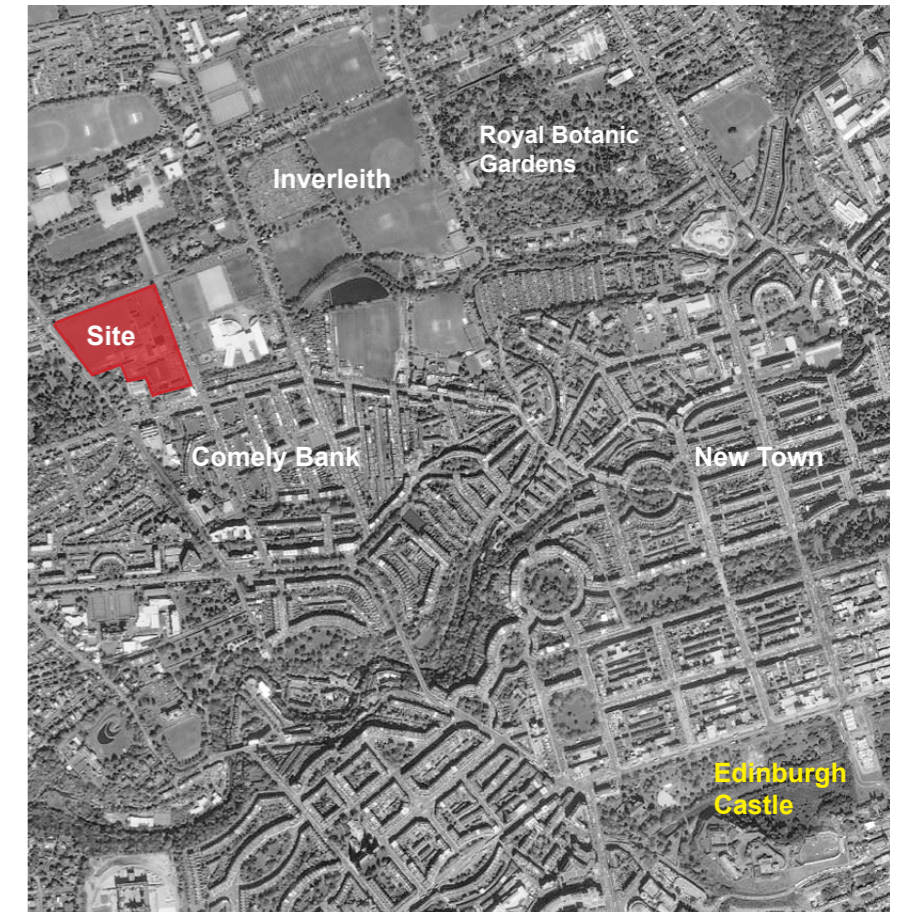 Royal Botanic
Gardens
Inverleith
Site
Comely Bank
New Town
Edinburgh
Castle